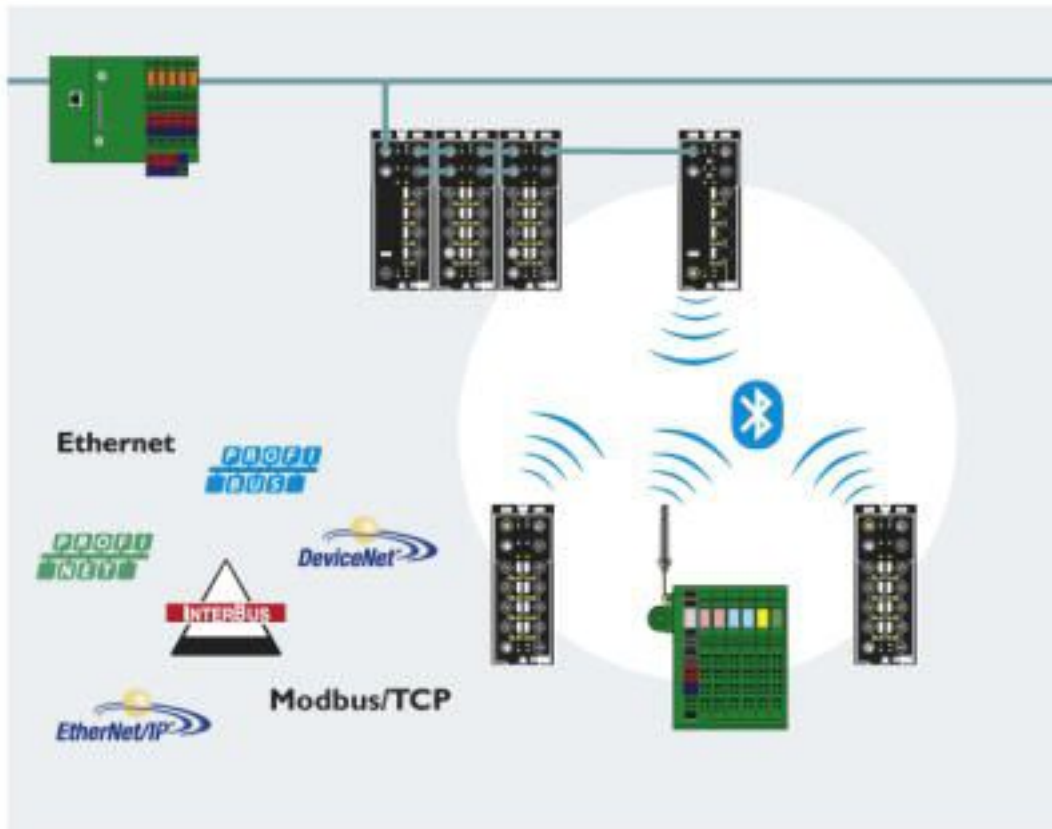 Ethernet
PROFI
BUS
PROFI
NET
DeviceNet
INTERBUS
Modbus/TCP
EtherNet/IP